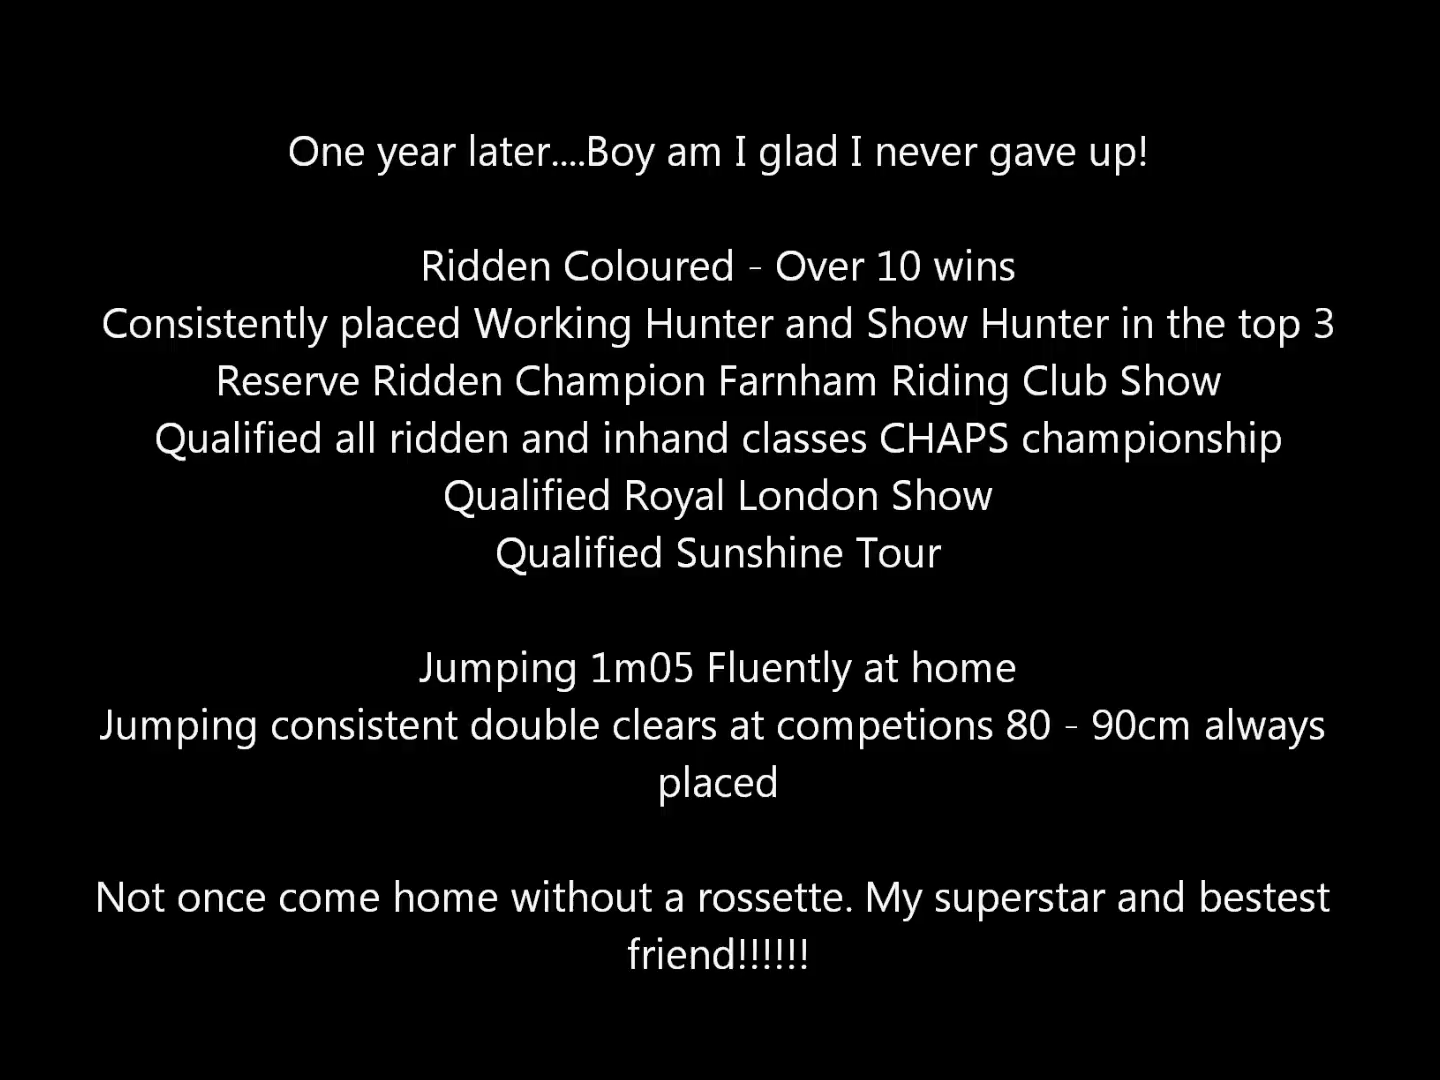 One year later....Boy am I glad I never gave up!
Ridden Coloured - Over 10 wins
Consistently placed Working Hunter and Show Hunter in the top 3
Reserve Ridden Champion Farnham Riding Club Show
Qualified all ridden and inhand classes CHAPS championship
Qualified Royal London Show
Qualified Sunshine Tour
Jumping 1m05 Fluently at home
Jumping consistent double clears at competions 80 - 90cm always
placed
Not once come home without a rossette. My superstar and bestest
friend!!!!!!